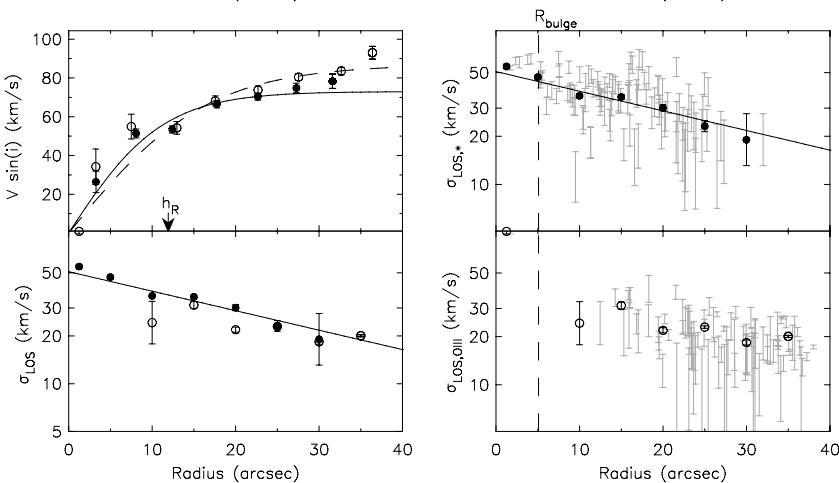 R_bulge
100
80
60
40
20
V sin(i) (km/s)
h_R
50
30
20
10
σ_LOS,* (km/s)
50
30
20
10
5
σ_LOS (km/s)
0 10 20 30 40
Radius (arcsec)
50
30
20
10
σ_LOS,OIII (km/s)
0 10 20 30 40
Radius (arcsec)